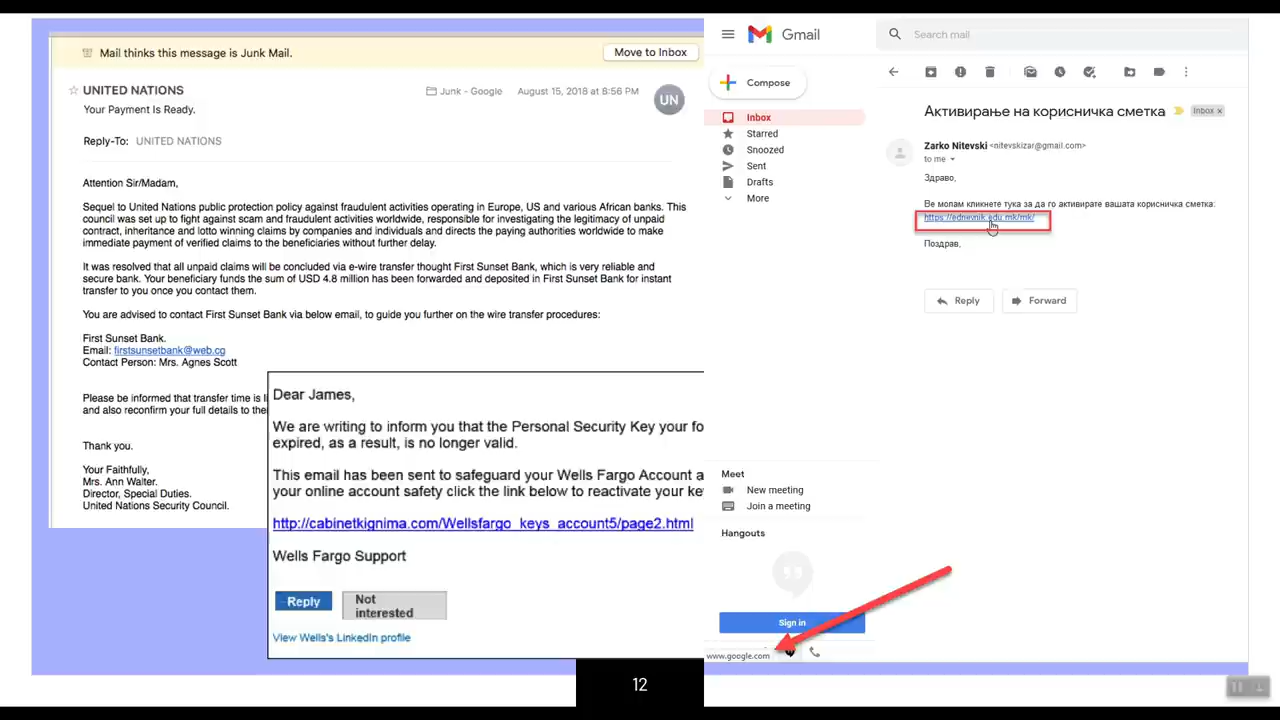 Mail thinks this message is Junk Mail.
Move to Inbox
UNITED NATIONS
Junk - Google
August 15, 2018 at 8:56 PM
UN
Your Payment Is Ready.
Reply-To: UNITED NATIONS
Attention Sir/Madam,
Sequel to United Nations public protection policy against fraudulent activities operating in Europe, US and various African banks. This
council was set up to fight against scam and fraudulent activities worldwide, responsible for investigating the legitimacy of unpaid
contract, inheritance and lotto winning claims by companies and individuals and directs the paying authorities worldwide to make
immediate payment of verified claims to the beneficiaries without further delay.
It was resolved that all unpaid claims will be concluded via e-wire transfer thought First Sunset Bank, which is very reliable and
secure bank. Your beneficiary funds the sum of USD 4.8 million has been forwarded and deposited in First Sunset Bank for instant
transfer to you once you contact them.
You are advised to contact First Sunset Bank via below email, to guide you further on the wire transfer procedures:
First Sunset Bank.
Email: firstsunsetbank@web.cg
Contact Person: Mrs. Agnes Scott
Please be informed that transfer time is li
and also reconfirm your full details to the
Thank you.
Your Faithfully,
Mrs. Ann Walter.
Director, Special Duties.
United Nations Security Council.
Dear James,
We are writing to inform you that the Personal Security Key your fo
expired, as a result, is no longer valid.
This email has been sent to safeguard your Wells Fargo Account a
your online account safety click the link below to reactivate your key
http://cabinetkignima.com/Wellsfargo_keys_account5/page2.html
Wells Fargo Support
Reply
Not
interested
View Wells's LinkedIn profile
12
Gmail
Search mail
Compose
Inbox
Starred
Snoozed
Sent
Drafts
More
Активирање на корисничка сметка
Inbox x
Zarko Nitevski <nitevskizar@gmail.com>
to me
Здраво,
Ве молам кликнете тука за да го активирате вашата корисничка сметка:
https://ednevnik.edu.mk/mk/
Поздрав,
Reply
Forward
Meet
New meeting
Join a meeting
Hangouts
Sign in
www.google.com